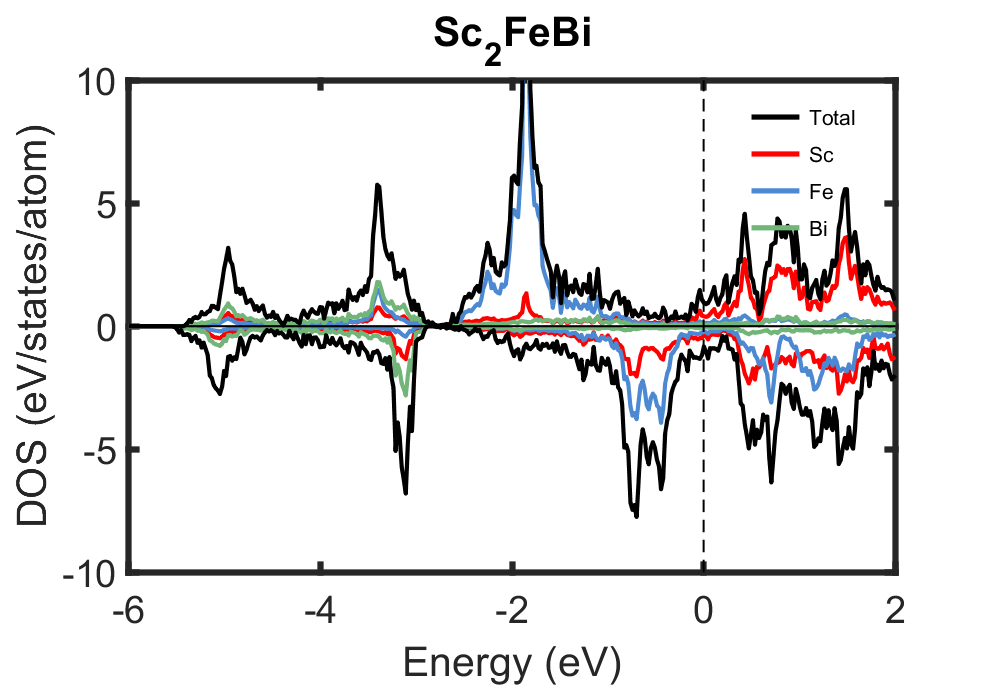 Sc2FeBi
DOS (eV/states/atom)
10
5
0
-5
-10
Total
Sc
Fe
Bi
-6 -4 -2 0 2
Energy (eV)